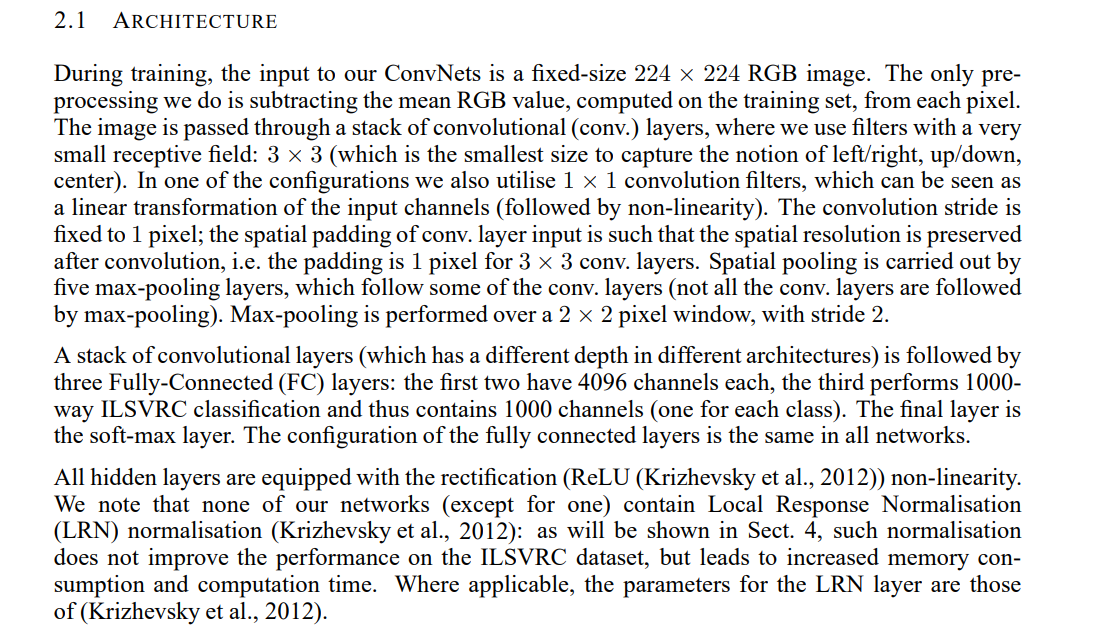 2.1 ARCHITECTURE
During training, the input to our ConvNets is a fixed-size 224 × 224 RGB image. The only pre-
processing we do is subtracting the mean RGB value, computed on the training set, from each pixel.
The image is passed through a stack of convolutional (conv.) layers, where we use filters with a very
small receptive field: 3 × 3 (which is the smallest size to capture the notion of left/right, up/down,
center). In one of the configurations we also utilise 1 × 1 convolution filters, which can be seen as
a linear transformation of the input channels (followed by non-linearity). The convolution stride is
fixed to 1 pixel; the spatial padding of conv. layer input is such that the spatial resolution is preserved
after convolution, i.e. the padding is 1 pixel for 3 × 3 conv. layers. Spatial pooling is carried out by
five max-pooling layers, which follow some of the conv. layers (not all the conv. layers are followed
by max-pooling). Max-pooling is performed over a 2 × 2 pixel window, with stride 2.
A stack of convolutional layers (which has a different depth in different architectures) is followed by
three Fully-Connected (FC) layers: the first two have 4096 channels each, the third performs 1000-
way ILSVRC classification and thus contains 1000 channels (one for each class). The final layer is
the soft-max layer. The configuration of the fully connected layers is the same in all networks.
All hidden layers are equipped with the rectification (ReLU (Krizhevsky et al., 2012)) non-linearity.
We note that none of our networks (except for one) contain Local Response Normalisation
(LRN) normalisation (Krizhevsky et al., 2012): as will be shown in Sect. 4, such normalisation
does not improve the performance on the ILSVRC dataset, but leads to increased memory con-
sumption and computation time. Where applicable, the parameters for the LRN layer are those
of (Krizhevsky et al., 2012).